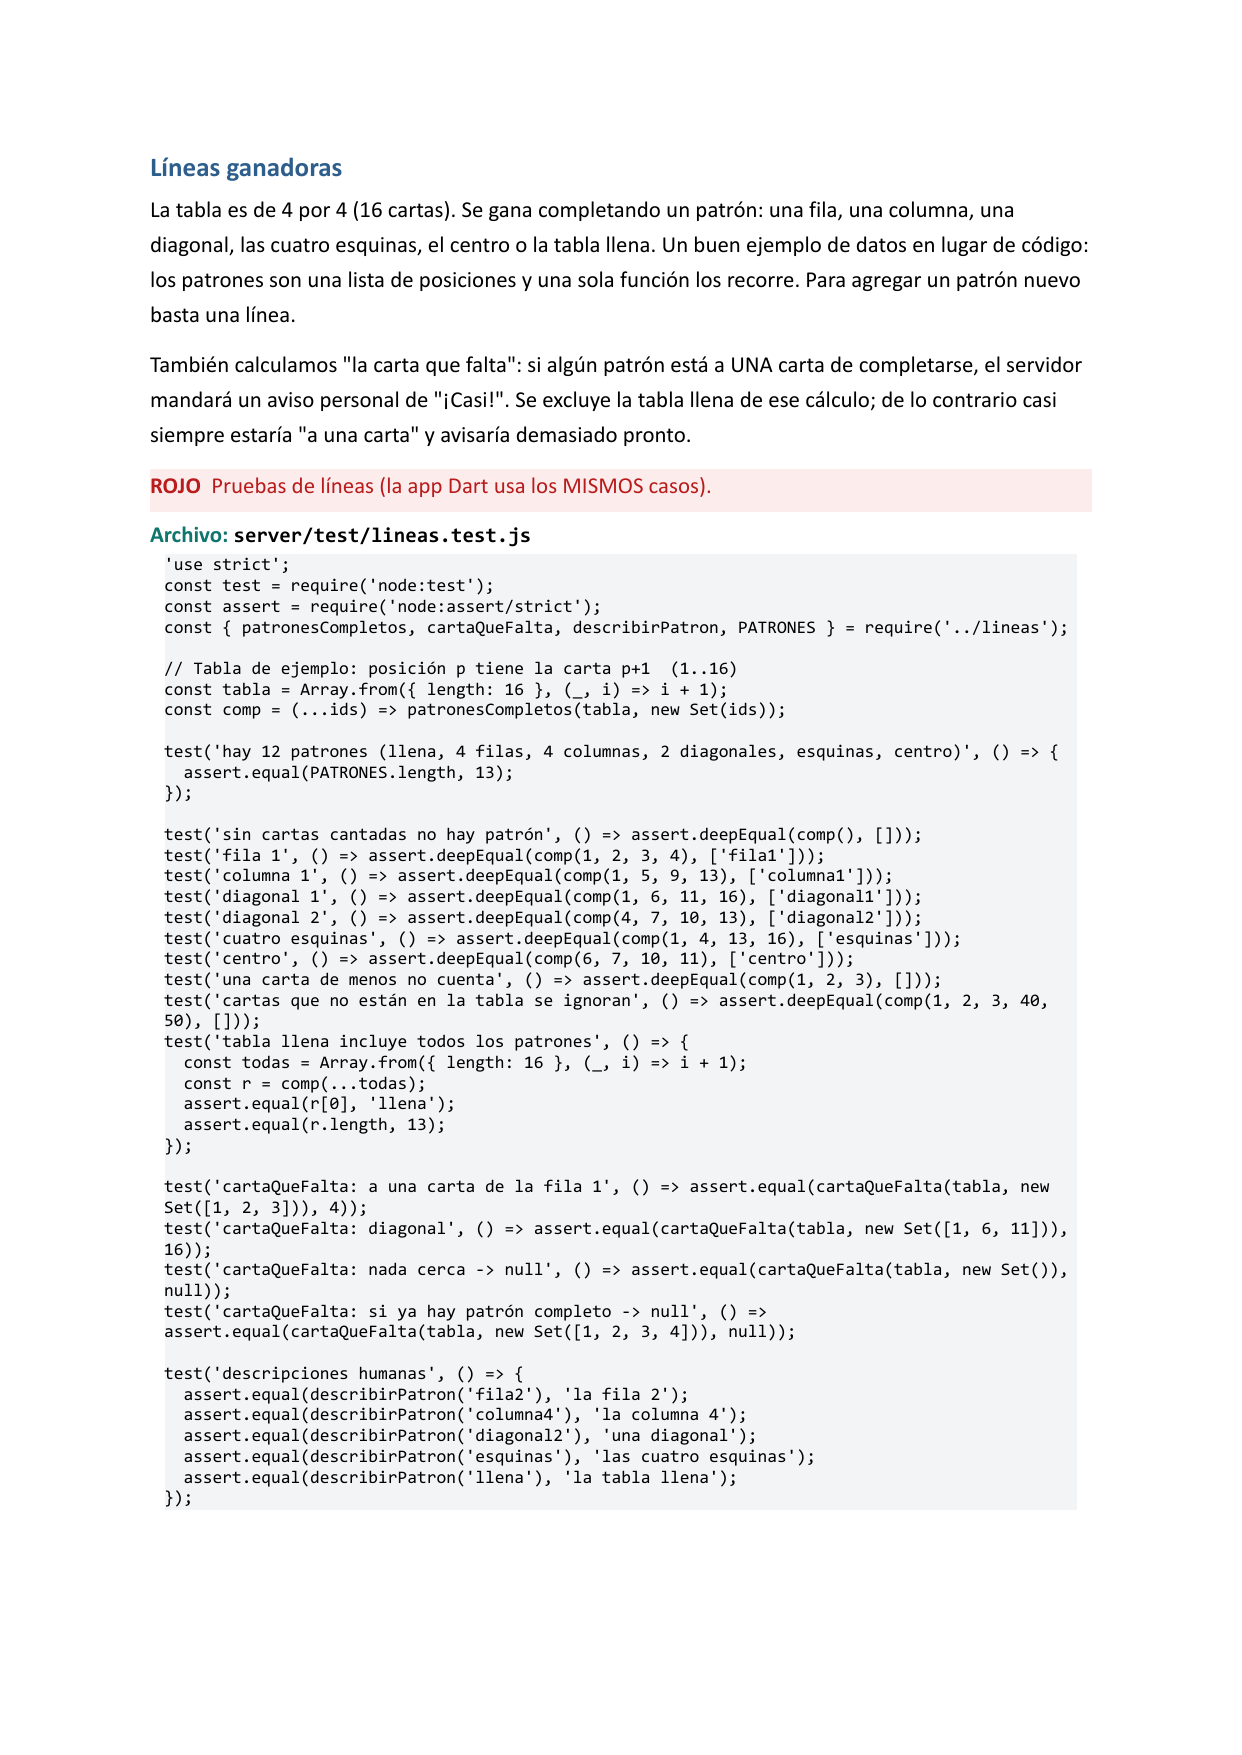 Líneas ganadoras
La tabla es de 4 por 4 (16 cartas). Se gana completando un patrón: una fila, una columna, una
diagonal, las cuatro esquinas, el centro o la tabla llena. Un buen ejemplo de datos en lugar de código:
los patrones son una lista de posiciones y una sola función los recorre. Para agregar un patrón nuevo
basta una línea.
También calculamos "la carta que falta": si algún patrón está a UNA carta de completarse, el servidor
mandará un aviso personal de "¡Casi!". Se excluye la tabla llena de ese cálculo; de lo contrario casi
siempre estaría "a una carta" y avisaría demasiado pronto.
ROJO Pruebas de líneas (la app Dart usa los MISMOS casos).
Archivo: server/test/lineas.test.js
'use strict';
const test = require('node:test');
const assert = require('node:assert/strict');
const { patronesCompletos, cartaQueFalta, describirPatron, PATRONES } = require('../lineas');
// Tabla de ejemplo: posición p tiene la carta p+1  (1..16)
const tabla = Array.from({ length: 16 }, (_, i) => i + 1);
const comp = (...ids) => patronesCompletos(tabla, new Set(ids));
test('hay 12 patrones (llena, 4 filas, 4 columnas, 2 diagonales, esquinas, centro)', () => {
  assert.equal(PATRONES.length, 13);
});
test('sin cartas cantadas no hay patrón', () => assert.deepEqual(comp(), []));
test('fila 1', () => assert.deepEqual(comp(1, 2, 3, 4), ['fila1']));
test('columna 1', () => assert.deepEqual(comp(1, 5, 9, 13), ['columna1']));
test('diagonal 1', () => assert.deepEqual(comp(1, 6, 11, 16), ['diagonal1']));
test('diagonal 2', () => assert.deepEqual(comp(4, 7, 10, 13), ['diagonal2']));
test('cuatro esquinas', () => assert.deepEqual(comp(1, 4, 13, 16), ['esquinas']));
test('centro', () => assert.deepEqual(comp(6, 7, 10, 11), ['centro']));
test('una carta de menos no cuenta', () => assert.deepEqual(comp(1, 2, 3), []));
test('cartas que no están en la tabla se ignoran', () => assert.deepEqual(comp(1, 2, 3, 40,
50), []));
test('tabla llena incluye todos los patrones', () => {
  const todas = Array.from({ length: 16 }, (_, i) => i + 1);
  const r = comp(...todas);
  assert.equal(r[0], 'llena');
  assert.equal(r.length, 13);
});
test('cartaQueFalta: a una carta de la fila 1', () => assert.equal(cartaQueFalta(tabla, new
Set([1, 2, 3])), 4));
test('cartaQueFalta: diagonal', () => assert.equal(cartaQueFalta(tabla, new Set([1, 6, 11])),
16));
test('cartaQueFalta: nada cerca -> null', () => assert.equal(cartaQueFalta(tabla, new Set()),
null));
test('cartaQueFalta: si ya hay patrón completo -> null', () =>
assert.equal(cartaQueFalta(tabla, new Set([1, 2, 3, 4])), null));
test('descripciones humanas', () => {
  assert.equal(describirPatron('fila2'), 'la fila 2');
  assert.equal(describirPatron('columna4'), 'la columna 4');
  assert.equal(describirPatron('diagonal2'), 'una diagonal');
  assert.equal(describirPatron('esquinas'), 'las cuatro esquinas');
  assert.equal(describirPatron('llena'), 'la tabla llena');
});